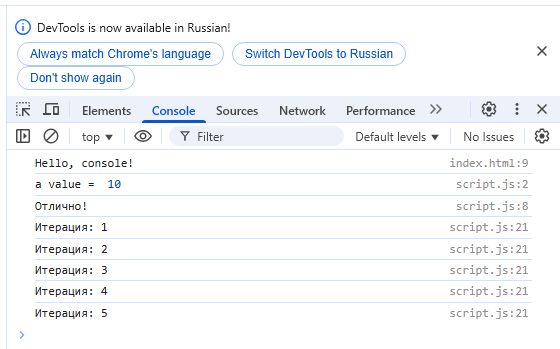 DevTools is now available in Russian!
Always match Chrome's language Switch DevTools to Russian
Don't show again
Elements Console Sources Network Performance
top Filter Default levels No Issues
Hello, console! index.html:9
a value =  10 script.js:2
Отлично! script.js:8
Итерация: 1 script.js:21
Итерация: 2 script.js:21
Итерация: 3 script.js:21
Итерация: 4 script.js:21
Итерация: 5 script.js:21